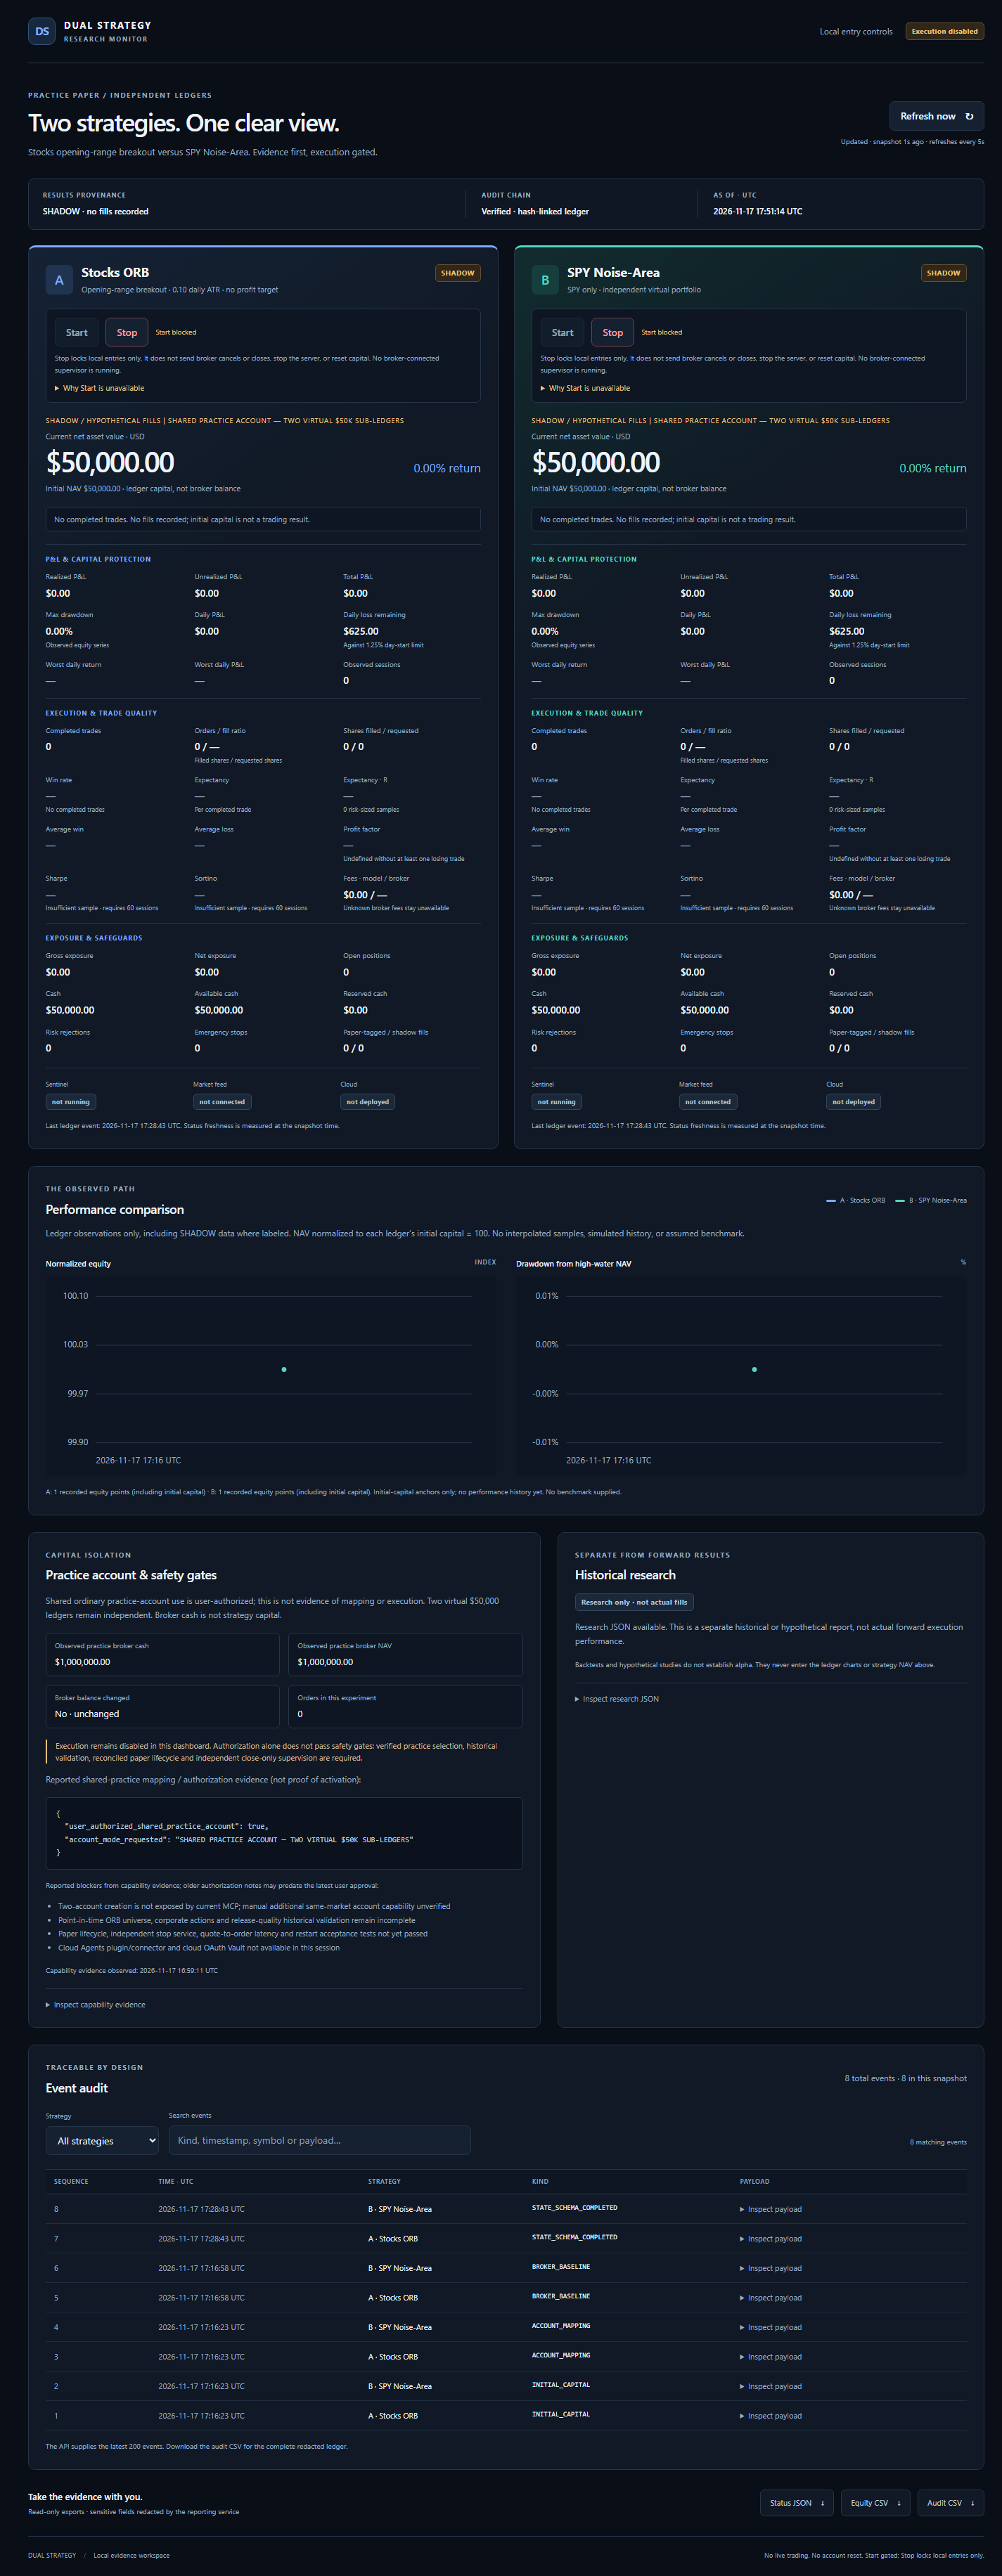 DS
DUAL STRATEGY
RESEARCH MONITOR
Local entry controls
Execution disabled
PRACTICE PAPER / INDEPENDENT LEDGERS
Two strategies. One clear view.
Stocks opening-range breakout versus SPY Noise-Area. Evidence first, execution gated.
Refresh now ↻
Updated · snapshot 1s ago · refreshes every 5s
RESULTS PROVENANCE
SHADOW · no fills recorded
AUDIT CHAIN
Verified · hash-linked ledger
AS OF · UTC
2026-11-17 17:51:14 UTC
A
Stocks ORB
Opening-range breakout · 0.10 daily ATR · no profit target
SHADOW
Start
Stop
Start blocked
Stop locks local entries only. It does not send broker cancels or closes, stop the server, or reset capital. No broker-connected
supervisor is running.
▶ Why Start is unavailable
SHADOW / HYPOTHETICAL FILLS | SHARED PRACTICE ACCOUNT — TWO VIRTUAL $50K SUB-LEDGERS
Current net asset value · USD
$50,000.00
0.00% return
Initial NAV $50,000.00 · ledger capital, not broker balance
No completed trades. No fills recorded; initial capital is not a trading result.
P&L & CAPITAL PROTECTION
Realized P&L
Unrealized P&L
Total P&L
$0.00
$0.00
$0.00
Max drawdown
Daily P&L
Daily loss remaining
0.00%
$0.00
$625.00
Observed equity series
Against 1.25% day-start limit
Worst daily return
Worst daily P&L
Observed sessions
—
—
0
EXECUTION & TRADE QUALITY
Completed trades
Orders / fill ratio
Shares filled / requested
0
0 / —
0 / 0
Filled shares / requested shares
Win rate
Expectancy
Expectancy · R
—
—
—
No completed trades
Per completed trade
0 risk-sized samples
Average win
Average loss
Profit factor
—
—
—
Undefined without at least one losing trade
Sharpe
Sortino
Fees · model / broker
—
—
$0.00 / —
Insufficient sample · requires 60 sessions
Insufficient sample · requires 60 sessions
Unknown broker fees stay unavailable
EXPOSURE & SAFEGUARDS
Gross exposure
Net exposure
Open positions
$0.00
$0.00
0
Cash
Available cash
Reserved cash
$50,000.00
$50,000.00
$0.00
Risk rejections
Emergency stops
Paper-tagged / shadow fills
0
0
0 / 0
Sentinel
Market feed
Cloud
not running
not connected
not deployed
Last ledger event: 2026-11-17 17:28:43 UTC. Status freshness is measured at the snapshot time.
B
SPY Noise-Area
SPY only · independent virtual portfolio
SHADOW
Start
Stop
Start blocked
Stop locks local entries only. It does not send broker cancels or closes, stop the server, or reset capital. No broker-connected
supervisor is running.
▶ Why Start is unavailable
SHADOW / HYPOTHETICAL FILLS | SHARED PRACTICE ACCOUNT — TWO VIRTUAL $50K SUB-LEDGERS
Current net asset value · USD
$50,000.00
0.00% return
Initial NAV $50,000.00 · ledger capital, not broker balance
No completed trades. No fills recorded; initial capital is not a trading result.
P&L & CAPITAL PROTECTION
Realized P&L
Unrealized P&L
Total P&L
$0.00
$0.00
$0.00
Max drawdown
Daily P&L
Daily loss remaining
0.00%
$0.00
$625.00
Observed equity series
Against 1.25% day-start limit
Worst daily return
Worst daily P&L
Observed sessions
—
—
0
EXECUTION & TRADE QUALITY
Completed trades
Orders / fill ratio
Shares filled / requested
0
0 / —
0 / 0
Filled shares / requested shares
Win rate
Expectancy
Expectancy · R
—
—
—
No completed trades
Per completed trade
0 risk-sized samples
Average win
Average loss
Profit factor
—
—
—
Undefined without at least one losing trade
Sharpe
Sortino
Fees · model / broker
—
—
$0.00 / —
Insufficient sample · requires 60 sessions
Insufficient sample · requires 60 sessions
Unknown broker fees stay unavailable
EXPOSURE & SAFEGUARDS
Gross exposure
Net exposure
Open positions
$0.00
$0.00
0
Cash
Available cash
Reserved cash
$50,000.00
$50,000.00
$0.00
Risk rejections
Emergency stops
Paper-tagged / shadow fills
0
0
0 / 0
Sentinel
Market feed
Cloud
not running
not connected
not deployed
Last ledger event: 2026-11-17 17:28:43 UTC. Status freshness is measured at the snapshot time.
THE OBSERVED PATH
Performance comparison
A · Stocks ORB
B · SPY Noise-Area
Ledger observations only, including SHADOW data where labeled. NAV normalized to each ledger's initial capital = 100. No interpolated samples, simulated history, or assumed benchmark.
Normalized equity
INDEX
100.10
100.03
99.97
99.90
2026-11-17 17:16 UTC
Drawdown from high-water NAV
%
0.01%
0.00%
-0.00%
-0.01%
2026-11-17 17:16 UTC
A: 1 recorded equity points (including initial capital) · B: 1 recorded equity points (including initial capital). Initial-capital anchors only; no performance history yet. No benchmark supplied.
CAPITAL ISOLATION
Practice account & safety gates
Shared ordinary practice-account use is user-authorized; this is not evidence of mapping or execution. Two virtual $50,000
ledgers remain independent. Broker cash is not strategy capital.
Observed practice broker cash
$1,000,000.00
Observed practice broker NAV
$1,000,000.00
Broker balance changed
No · unchanged
Orders in this experiment
0
Execution remains disabled in this dashboard. Authorization alone does not pass safety gates: verified practice selection, historical
validation, reconciled paper lifecycle and independent close-only supervision are required.
Reported shared-practice mapping / authorization evidence (not proof of activation):
{
"user_authorized_shared_practice_account": true,
"account_mode_requested": "SHARED PRACTICE ACCOUNT — TWO VIRTUAL $50K SUB-LEDGERS"
}
Reported blockers from capability evidence; older authorization notes may predate the latest user approval:
• Two-account creation is not exposed by current MCP; manual additional same-market account capability unverified
• Point-in-time ORB universe, corporate actions and release-quality historical validation remain incomplete
• Paper lifecycle, independent stop service, quote-to-order latency and restart acceptance tests not yet passed
• Cloud Agents plugin/connector and cloud OAuth Vault not available in this session
Capability evidence observed: 2026-11-17 16:59:11 UTC
▶ Inspect capability evidence
SEPARATE FROM FORWARD RESULTS
Historical research
Research only · not actual fills
Research JSON available. This is a separate historical or hypothetical report, not actual forward execution
performance.
Backtests and hypothetical studies do not establish alpha. They never enter the ledger charts or strategy NAV above.
▶ Inspect research JSON
TRACEABLE BY DESIGN
Event audit
8 total events · 8 in this snapshot
Strategy
All strategies
Search events
Kind, timestamp, symbol or payload...
8 matching events
SEQUENCE TIME · UTC STRATEGY KIND PAYLOAD
8 2026-11-17 17:28:43 UTC B · SPY Noise-Area STATE_SCHEMA_COMPLETED ▶ Inspect payload
7 2026-11-17 17:28:43 UTC A · Stocks ORB STATE_SCHEMA_COMPLETED ▶ Inspect payload
6 2026-11-17 17:16:58 UTC B · SPY Noise-Area BROKER_BASELINE ▶ Inspect payload
5 2026-11-17 17:16:58 UTC A · Stocks ORB BROKER_BASELINE ▶ Inspect payload
4 2026-11-17 17:16:23 UTC B · SPY Noise-Area ACCOUNT_MAPPING ▶ Inspect payload
3 2026-11-17 17:16:23 UTC A · Stocks ORB ACCOUNT_MAPPING ▶ Inspect payload
2 2026-11-17 17:16:23 UTC B · SPY Noise-Area INITIAL_CAPITAL ▶ Inspect payload
1 2026-11-17 17:16:23 UTC A · Stocks ORB INITIAL_CAPITAL ▶ Inspect payload
The API supplies the latest 200 events. Download the audit CSV for the complete redacted ledger.
Take the evidence with you.
Read-only exports · sensitive fields redacted by the reporting service
Status JSON ↓
Equity CSV ↓
Audit CSV ↓
DUAL STRATEGY / Local evidence workspace
No live trading. No account reset. Start gated; Stop locks local entries only.